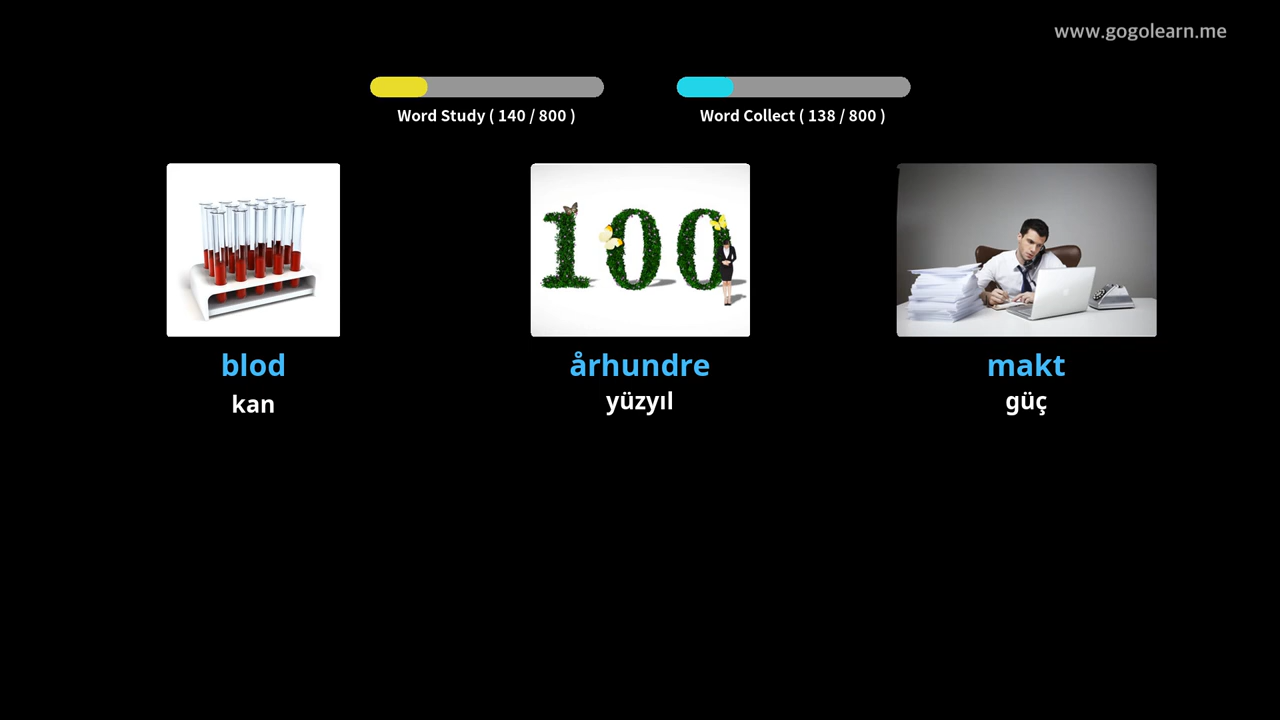 www.gogolearn.me
Word Study ( 140 / 800 )
Word Collect ( 138 / 800 )
100
blod
århundre
makt
kan
yüzyıl
güç